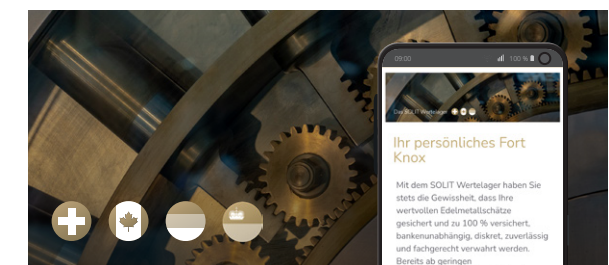 09:00
100 %
Das SOLIT Wertelager
Ihr persönliches Fort
Knox
Mit dem SOLIT Wertelager haben Sie
stets die Gewissheit, dass Ihre
wertvollen Edelmetallschätze
gesichert und zu 100 % versichert,
bankenunabhängig, diskret, zuverlässig
und fachgerecht verwahrt werden.
Bereits ab geringen